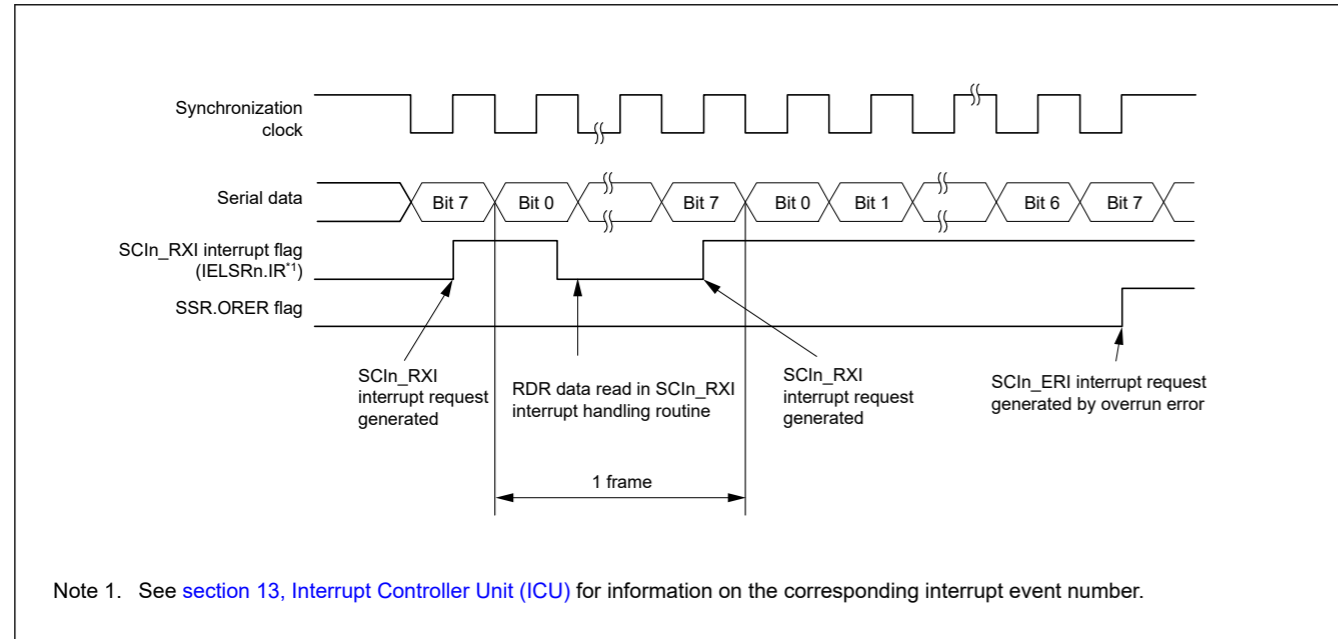 Synchronization
clock
Serial data
Bit 7
Bit 0
Bit 7
Bit 0
Bit 1
Bit 6
Bit 7
SCIn_RXI interrupt flag
(IELSRn.IR*1)
SSR.ORER flag
SCIn_RXI
interrupt request
generated
RDR data read in SCIn_RXI
interrupt handling routine
SCIn_RXI
interrupt request
generated
SCIn_ERI interrupt request
generated by overrun error
1 frame
Note 1. See section 13, Interrupt Controller Unit (ICU) for information on the corresponding interrupt event number.